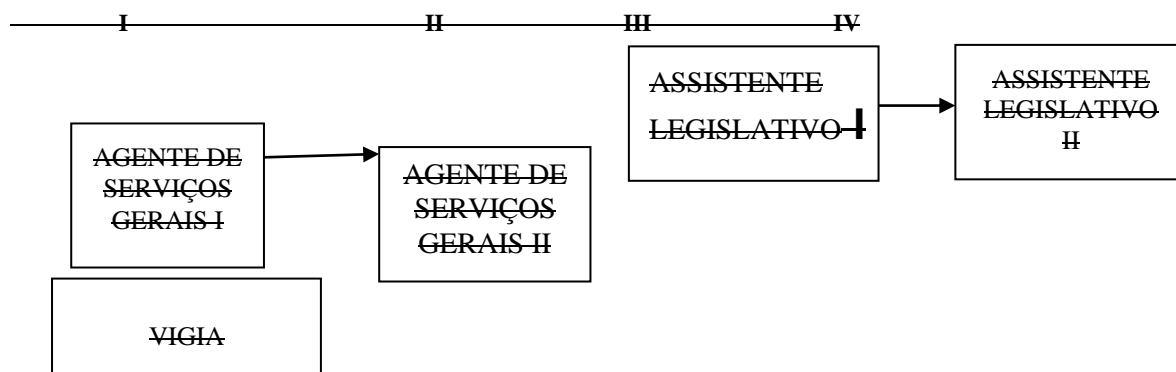 I II III IV
ASSISTENTE
LEGISLATIVO I
ASSISTENTE
LEGISLATIVO
II
AGENTE DE
SERVIÇOS
GERAIS I
AGENTE DE
SERVIÇOS
GERAIS II
VIGIA